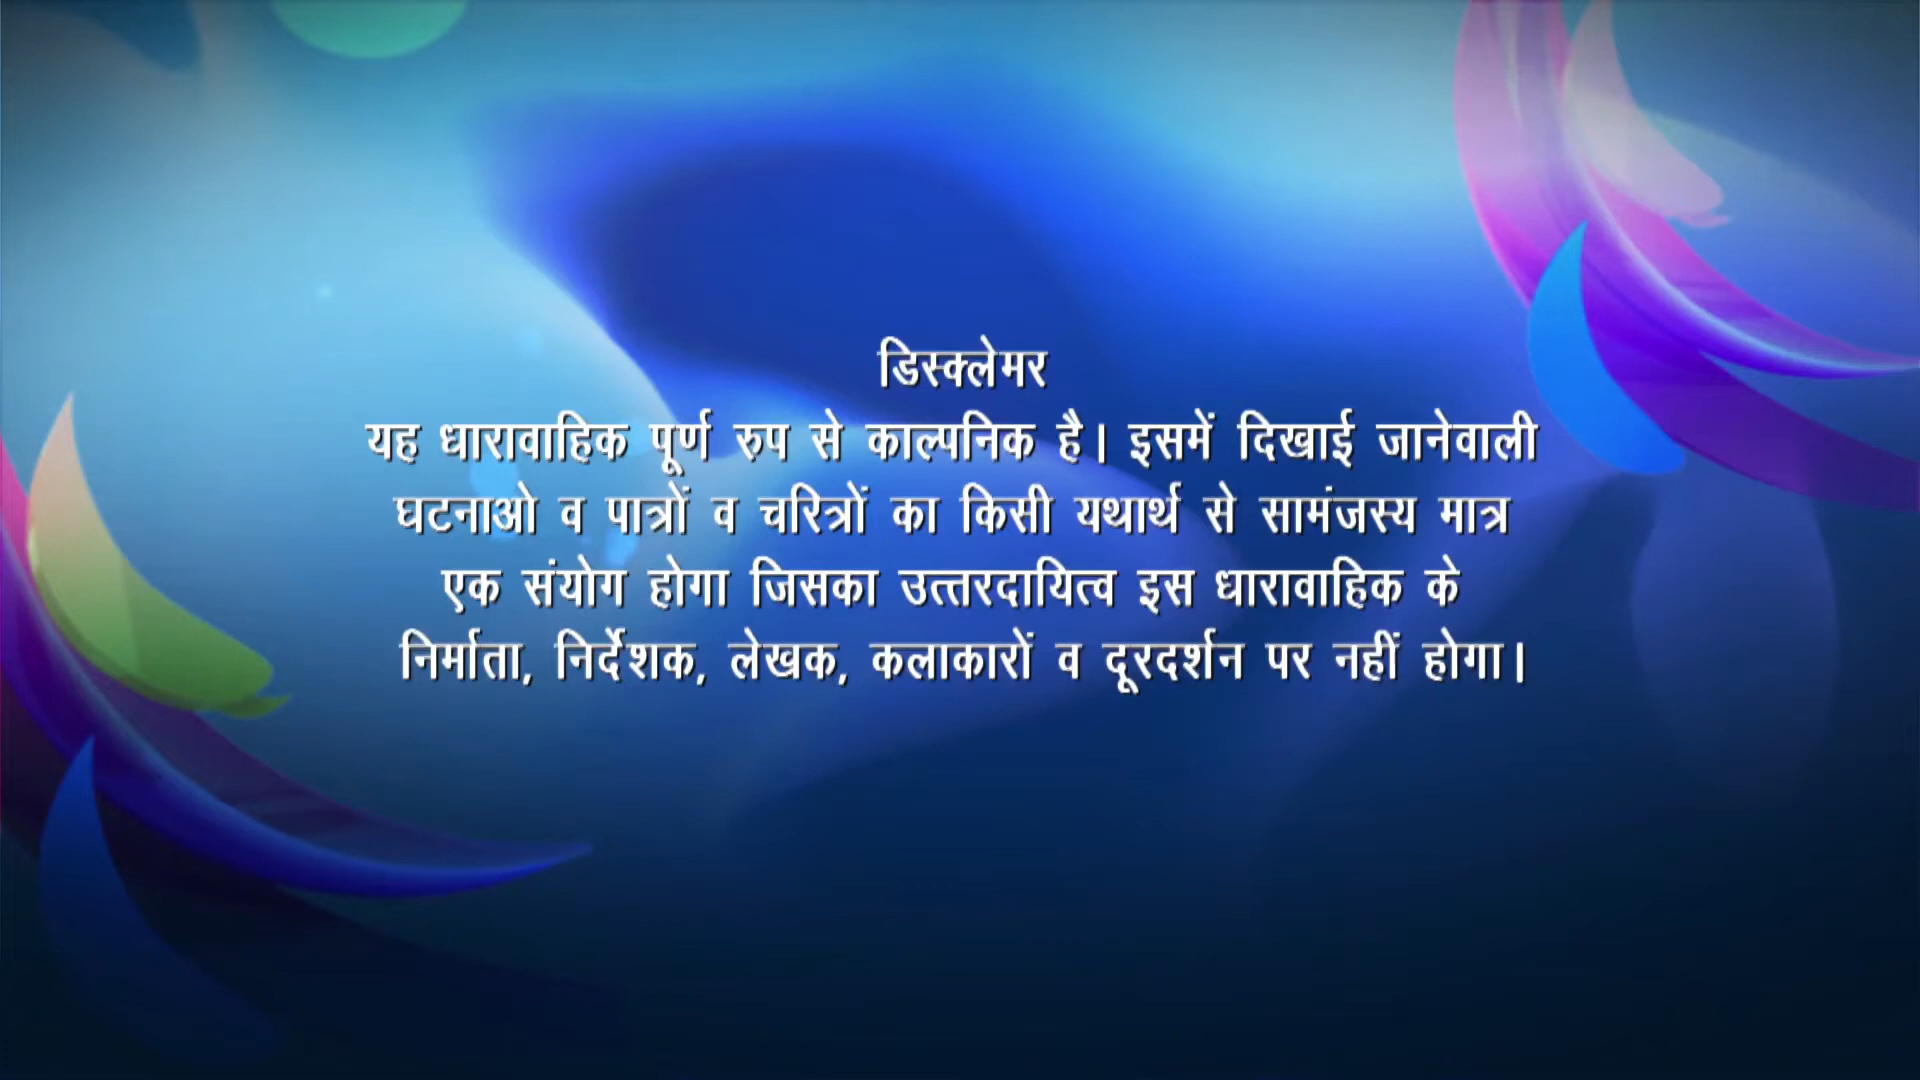 डिस्क्लेमर
यह धारावाहिक पूर्ण रुप से काल्पनिक है। इसमें दिखाई जानेवाली
घटनाओ व पात्रों व चरित्रों का किसी यथार्थ से सामंजस्य मात्र
एक संयोग होगा जिसका उत्तरदायित्व इस धारावाहिक के
निर्माता, निर्देशक, लेखक, कलाकारों व दूरदर्शन पर नहीं होगा।